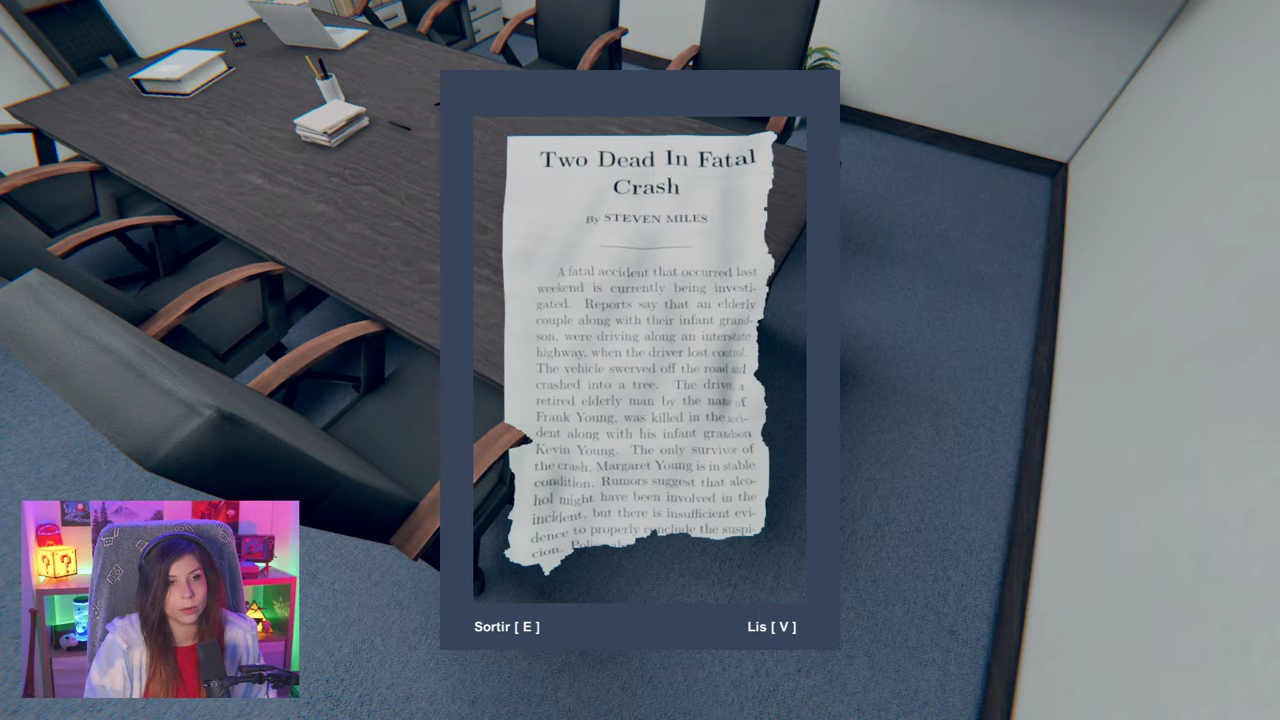 Two Dead In Fatal
Crash
By STEVEN MILES
A fatal accident that occurred last
weekend is currently being investi-
gated. Reports say that an elderly
couple along with their infant grand-
son, were driving along an interstate
highway, when the driver lost control.
The vehicle swerved off the road and
crashed into a tree. The driver, a
retired elderly man by the name of
Frank Young, was killed in the acci-
dent along with his infant grandson
Kevin Young. The only survivor of
the crash, Margaret Young is in stable
condition. Rumors suggest that alco-
hol might have been involved in the
incident, but there is insufficient evi-
dence to properly conclude the suspi-
cion.
Sortir [ E ]
Lis [ V ]